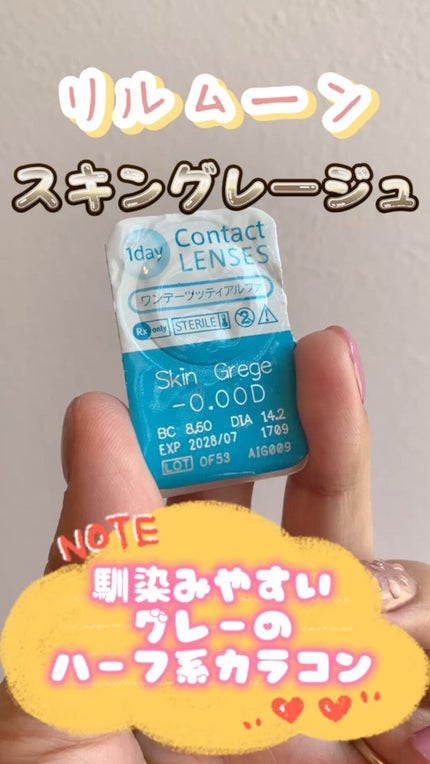 リルムーン
スキングレージュ
1day
Contact
LENSES
ワンデーツッティアルファ
Rx only
STERILE
2
Skin Grege
-0.00D
BC 8.60 DIA 14.2
EXP 2028/07 1709
LOT OF53 AIG009
NOTE
馴染みやすい
グレーの
ハーフ系カラコン